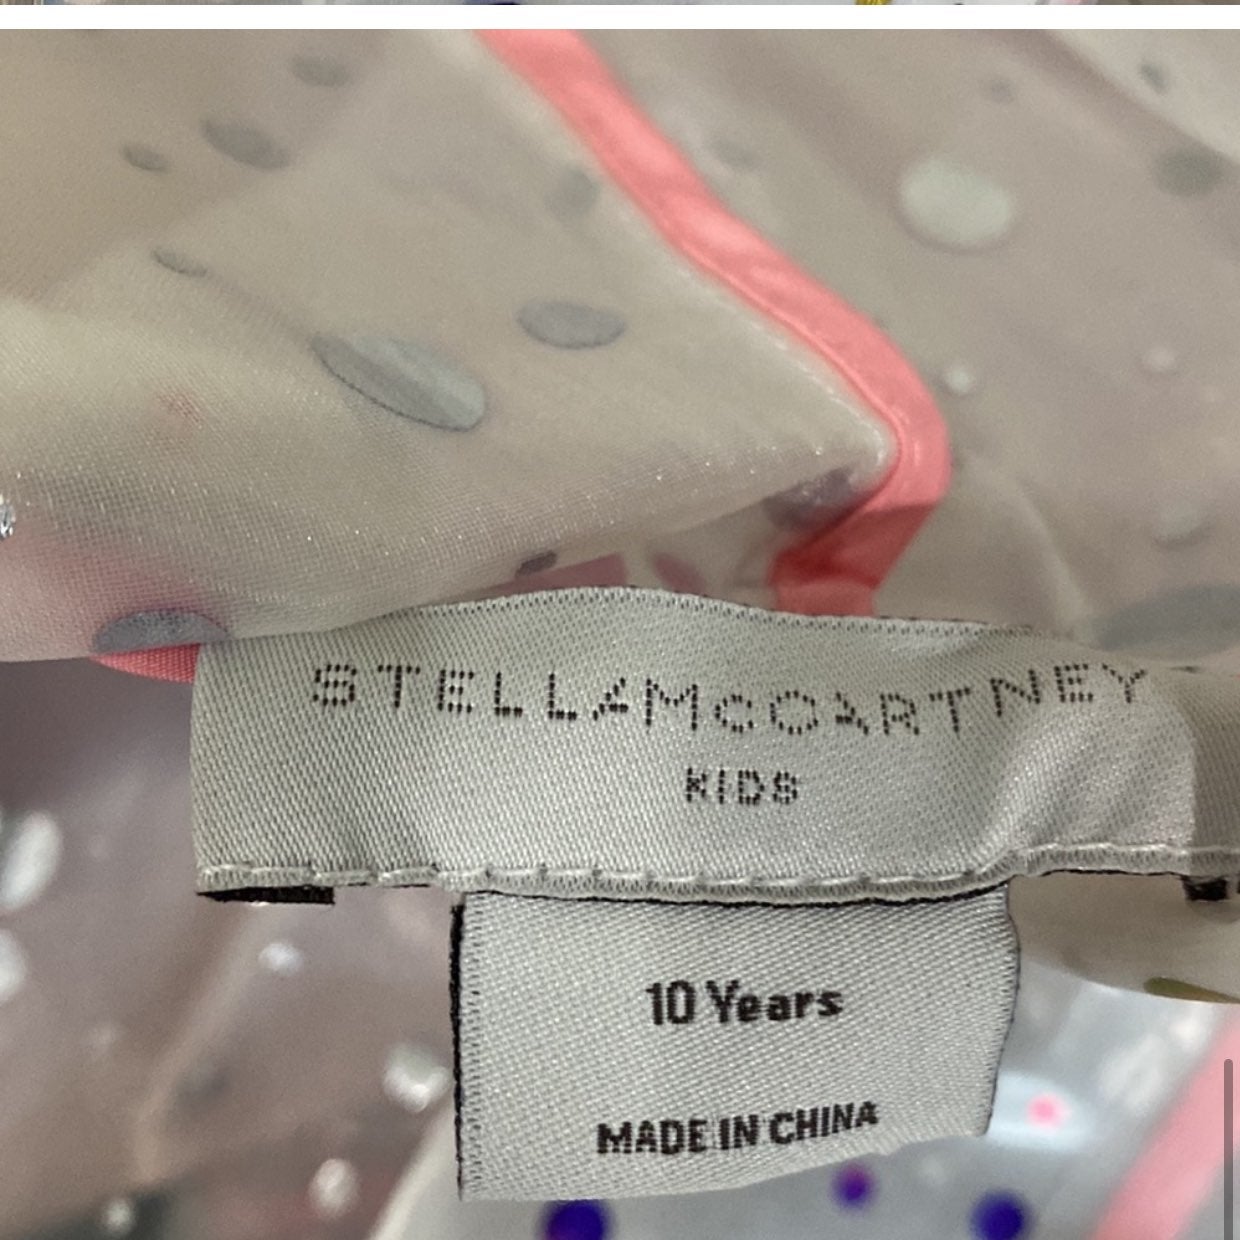 STELLAMcCARTNEY
KIDS
10 Years
MADE IN CHINA